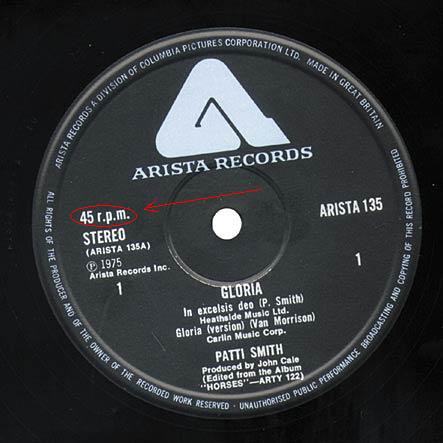 ARISTA RECORDS A DIVISION OF COLUMBIA PICTURES CORPORATION LTD. MADE IN GREAT BRITAIN
ARISTA RECORDS
45 r.p.m.
STEREO
(ARISTA 135A)
Ⓟ 1975
Arista Records Inc.
1
ARISTA 135
1
GLORIA
In excelsis deo (P. Smith)
Heathside Music Ltd.
Gloria (version) (Van Morrison)
Carlin Music Corp.
PATTI SMITH
Produced by John Cale
(Edited from the Album
"HORSES"—ARTY 122)
ALL RIGHTS OF THE PRODUCER AND OF THE OWNER OF THE RECORDED WORK RESERVED · UNAUTHORISED PUBLIC PERFORMANCE BROADCASTING AND COPYING OF THIS RECORD PROHIBITED